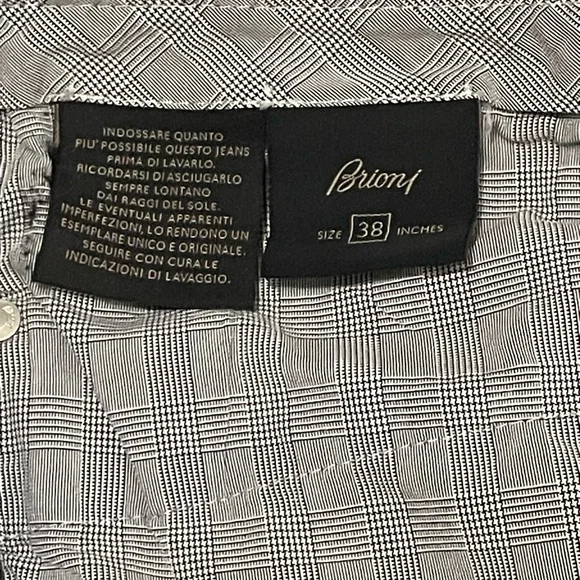 INDOSSARE QUANTO
PIU' POSSIBILE QUESTO JEANS
PRIMA DI LAVARLO.
RICORDARSI DI ASCIUGARLO
SEMPRE LONTANO
DAI RAGGI DEL SOLE.
LE EVENTUALI APPARENTI
IMPERFEZIONI, LO RENDONO UN
ESEMPLARE UNICO E ORIGINALE.
SEGUIRE CON CURA LE
INDICAZIONI DI LAVAGGIO.
Brioni
SIZE 38 INCHES